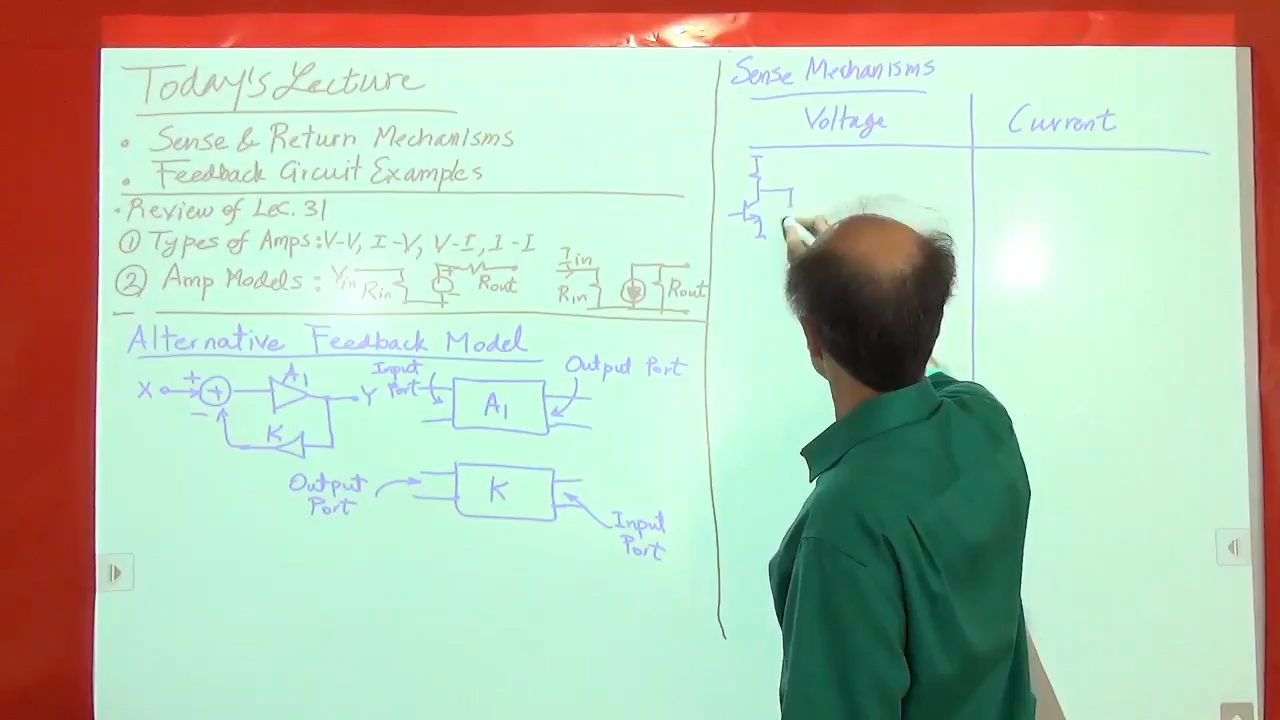 Today's Lecture
• Sense & Return Mechanisms
• Feedback Circuit Examples
• Review of Lec. 31
① Types of Amps: V-V, I-V, V-I, I-I
② Amp Models: Vin Rin + - Rout Iin Rin Rout
Alternative Feedback Model
X + + - A1 Y K
Input Port A1 Output Port
Output Port K Input Port
Sense Mechanisms
Voltage Current